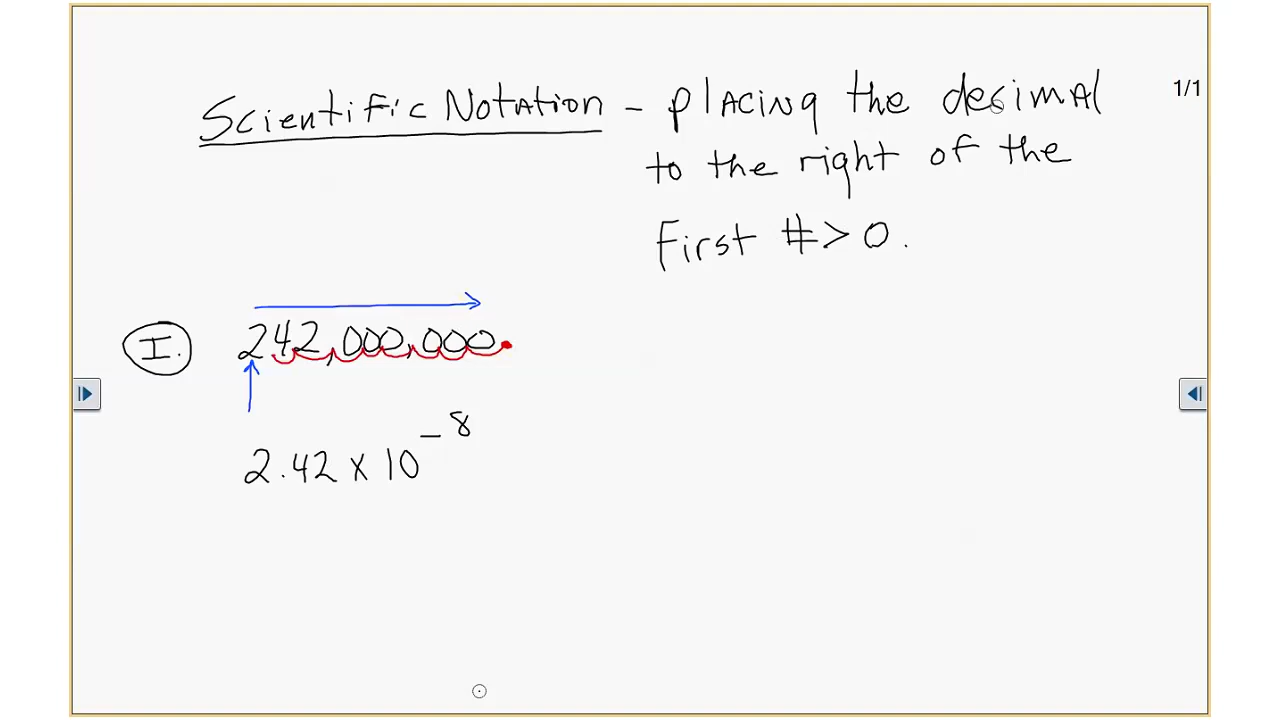 Scientific Notation - placing the decimal
to the right of the
First # > 0.
1/1
I. 242,000,000.
2.42 x 10^-8